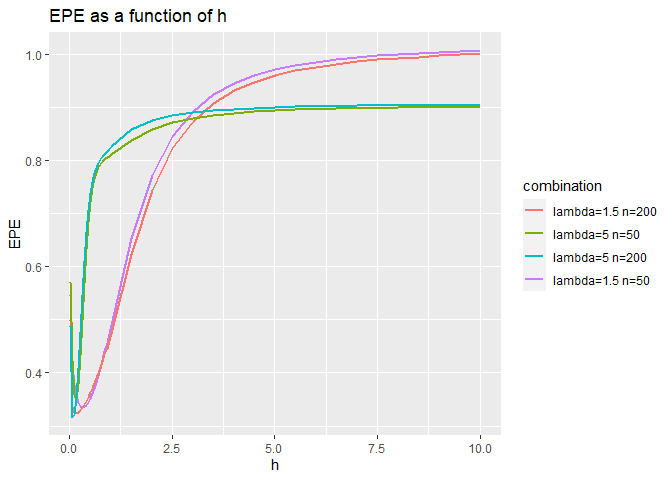 EPE as a function of h
EPE
1.0
0.8
0.6
0.4
0.0 2.5 5.0 7.5 10.0
h
combination
lambda=1.5 n=200
lambda=5 n=50
lambda=5 n=200
lambda=1.5 n=50